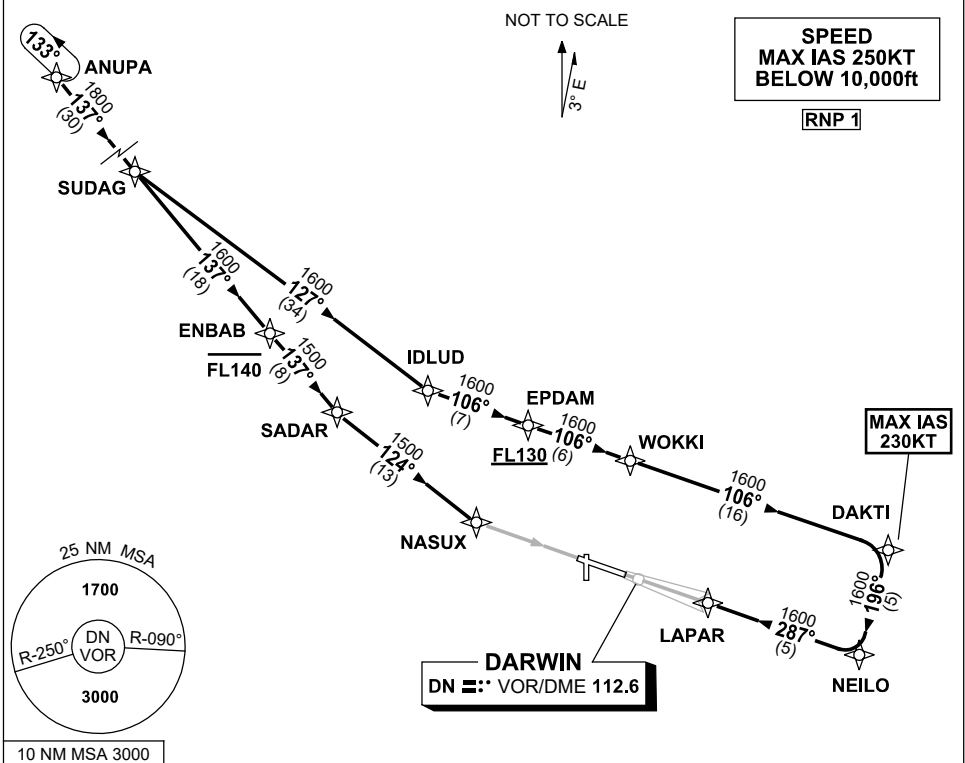 NOT TO SCALE
3° E
SPEED
MAX IAS 250KT
BELOW 10,000ft
RNP 1
133°
ANUPA
1800
137°
(30)
SUDAG
1600
137°
(18)
1600
127°
(34)
ENBAB
FL140
1500
137°
(8)
IDLUD
1600
106°
(7)
EPDAM
FL130
1600
106°
(6)
WOKKI
SADAR
1500
124°
(13)
MAX IAS
230KT
1600
106°
(16)
DAKTI
NASUX
1600
196°
(5)
LAPAR
1600
287°
(5)
NEILO
DARWIN
DN VOR/DME 112.6
25 NM MSA
1700
R-250°
DN
VOR
R-090°
3000
10 NM MSA 3000